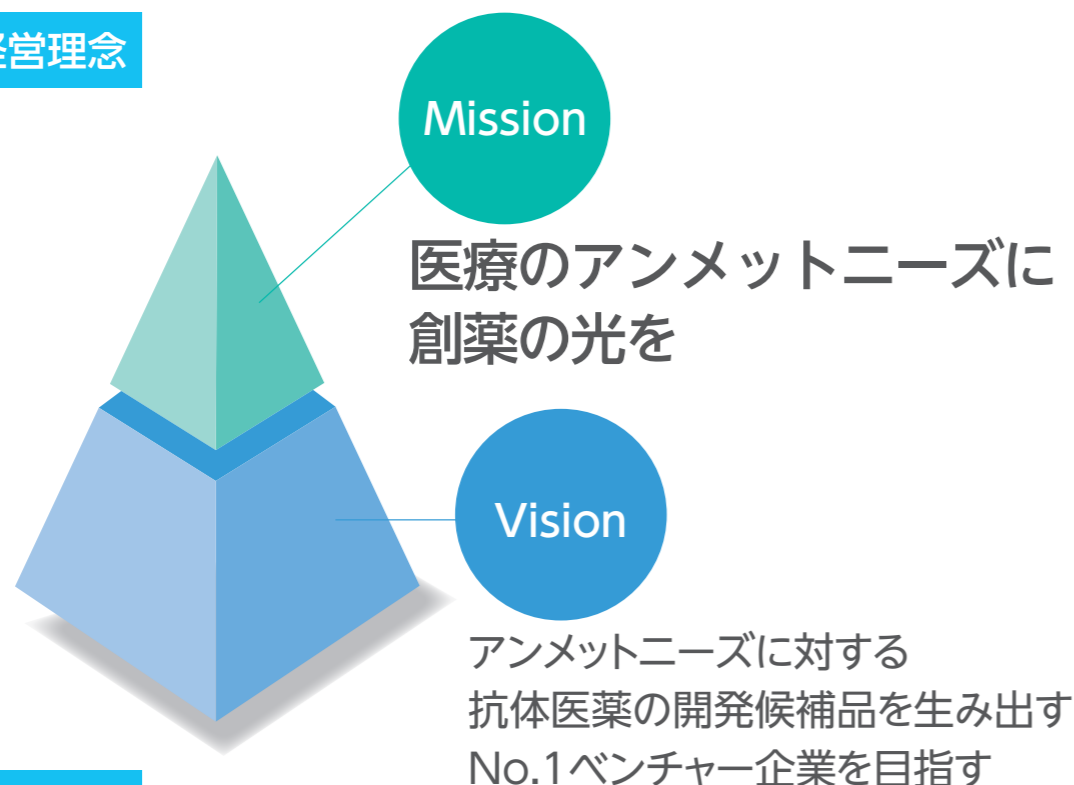 経営理念
Mission
医療のアンメットニーズに
創薬の光を
Vision
アンメットニーズに対する
抗体医薬の開発候補品を生み出す
No.1ベンチャー企業を目指す